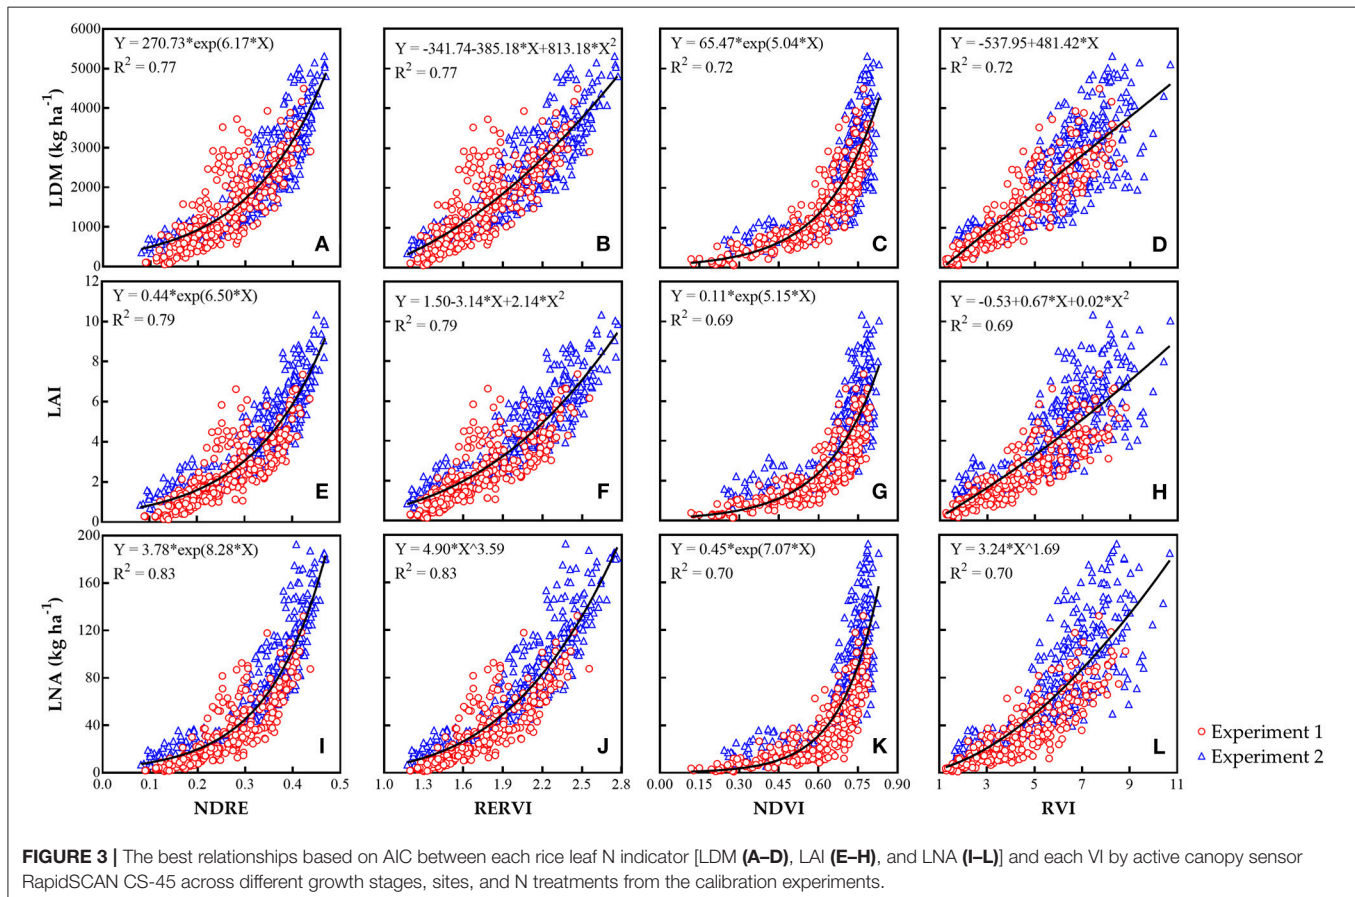 6000
5000
4000
3000
2000
1000
0
LDM (kg ha⁻¹)
Y = 270.73*exp(6.17*X)
R² = 0.77
A
Y = -341.74-385.18*X+813.18*X²
R² = 0.77
B
Y = 65.47*exp(5.04*X)
R² = 0.72
C
Y = -537.95+481.42*X
R² = 0.72
D
12
10
8
6
4
2
0
LAI
Y = 0.44*exp(6.50*X)
R² = 0.79
E
Y = 1.50-3.14*X+2.14*X²
R² = 0.79
F
Y = 0.11*exp(5.15*X)
R² = 0.69
G
Y = -0.53+0.67*X+0.02*X²
R² = 0.69
H
200
160
120
80
40
0
LNA (kg ha⁻¹)
Y = 3.78*exp(8.28*X)
R² = 0.83
I
Y = 4.90*X^3.59
R² = 0.83
J
Y = 0.45*exp(7.07*X)
R² = 0.70
K
Y = 3.24*X^1.69
R² = 0.70
L
0.0 0.1 0.2 0.3 0.4 0.5
NDRE
1.0 1.3 1.6 1.9 2.2 2.5 2.8
RERVI
0.00 0.15 0.30 0.45 0.60 0.75 0.90
NDVI
1 3 5 7 9 11
RVI
Experiment 1
Experiment 2
FIGURE 3 | The best relationships based on AIC between each rice leaf N indicator [LDM (A–D), LAI (E–H), and LNA (I–L)] and each VI by active canopy sensor
RapidSCAN CS-45 across different growth stages, sites, and N treatments from the calibration experiments.